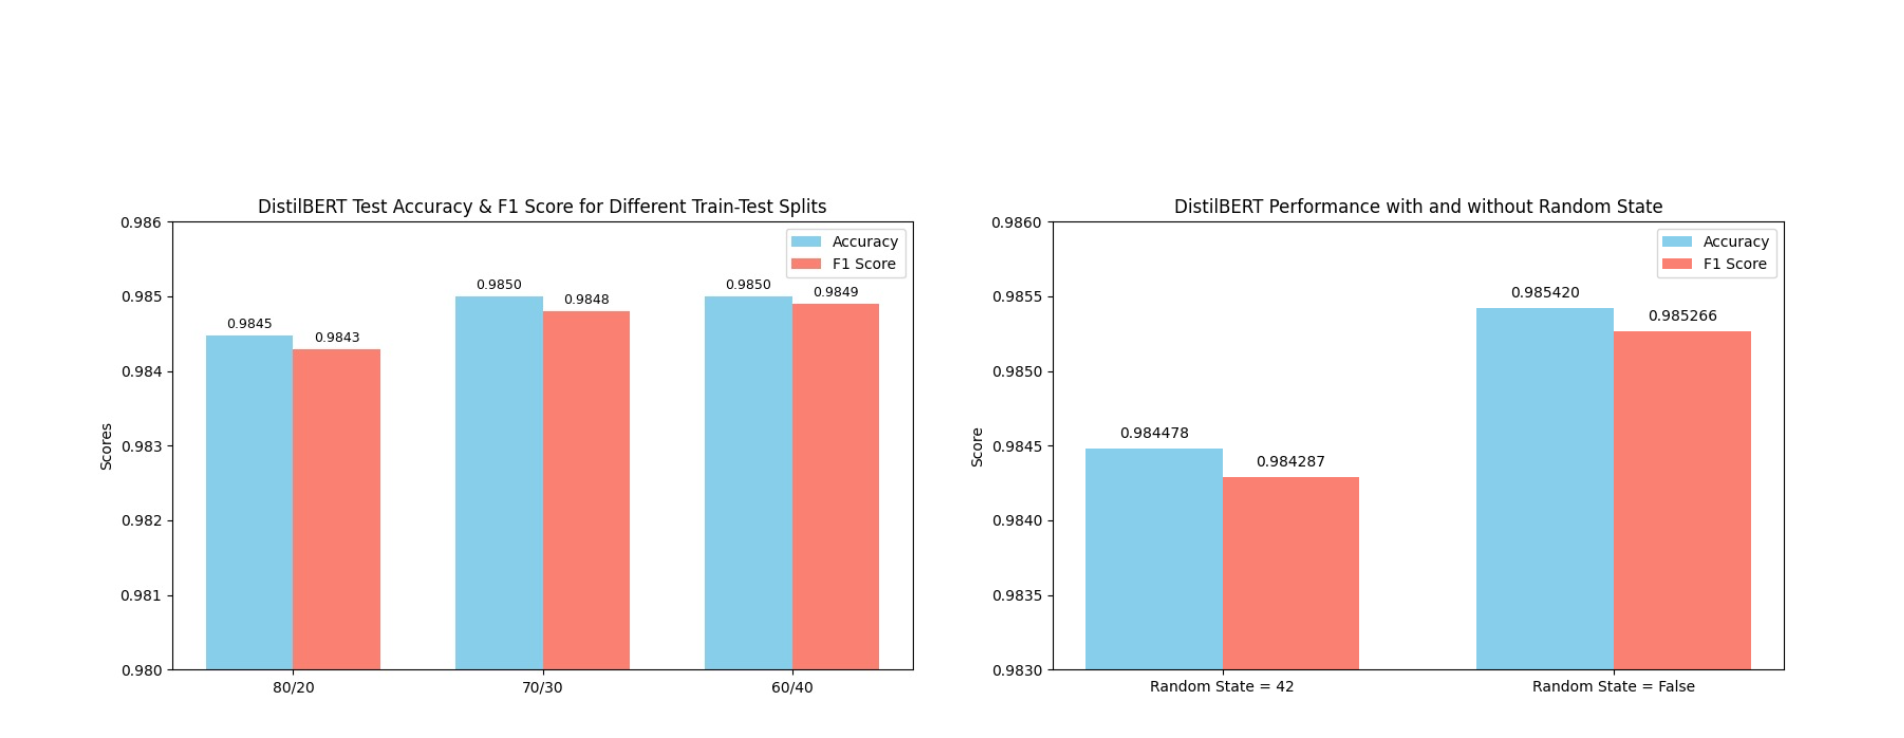 DistilBERT Test Accuracy & F1 Score for Different Train-Test Splits
Accuracy
F1 Score
Scores
0.986
0.985
0.984
0.983
0.982
0.981
0.980
0.9845
0.9843
0.9850
0.9848
0.9850
0.9849
80/20
70/30
60/40
DistilBERT Performance with and without Random State
Accuracy
F1 Score
Score
0.9860
0.9855
0.9850
0.9845
0.9840
0.9835
0.9830
0.984478
0.984287
0.985420
0.985266
Random State = 42
Random State = False